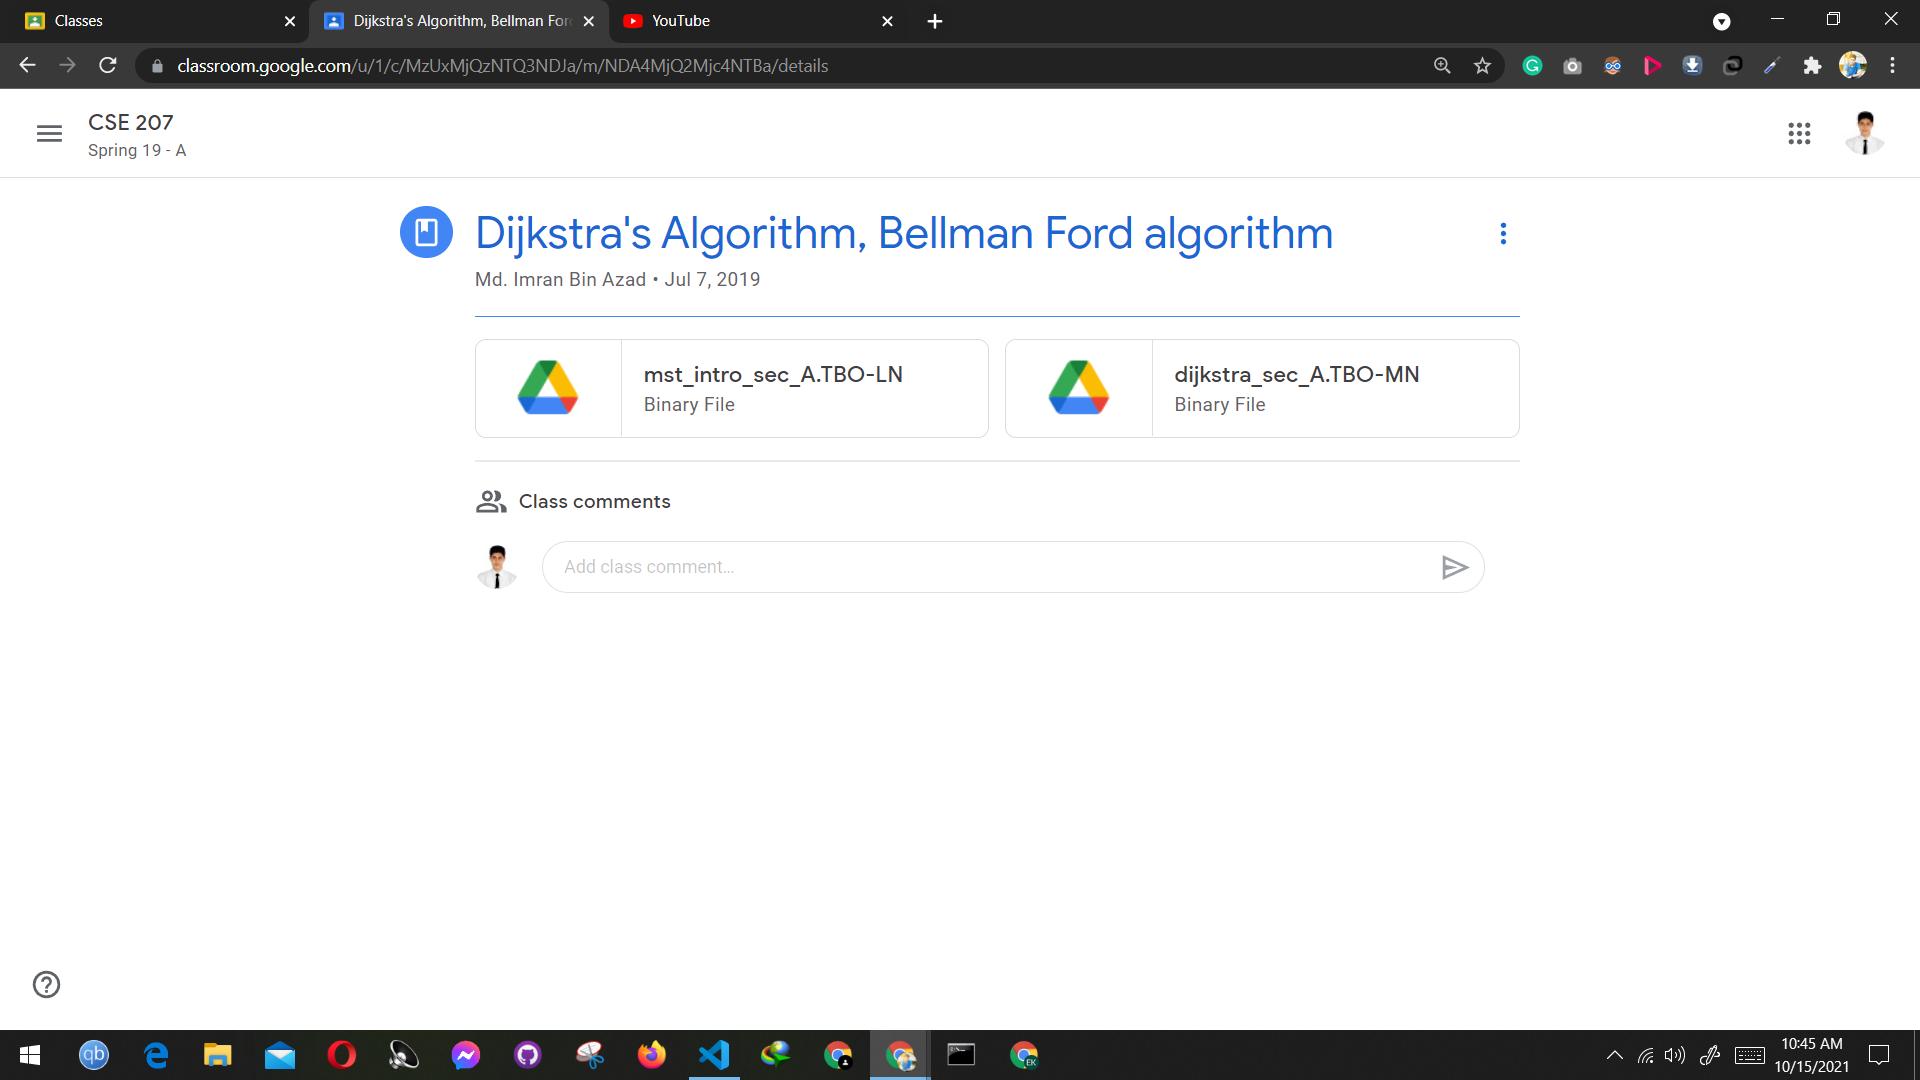 Classes
Dijkstra's Algorithm, Bellman For
YouTube
classroom.google.com/u/1/c/MzUxMjQzNTQ3NDJa/m/NDA4MjQ2Mjc4NTBa/details
CSE 207
Spring 19 - A
Dijkstra's Algorithm, Bellman Ford algorithm
Md. Imran Bin Azad • Jul 7, 2019
mst_intro_sec_A.TBO-LN
Binary File
dijkstra_sec_A.TBO-MN
Binary File
Class comments
Add class comment...
qb
EK
10:45 AM
10/15/2021